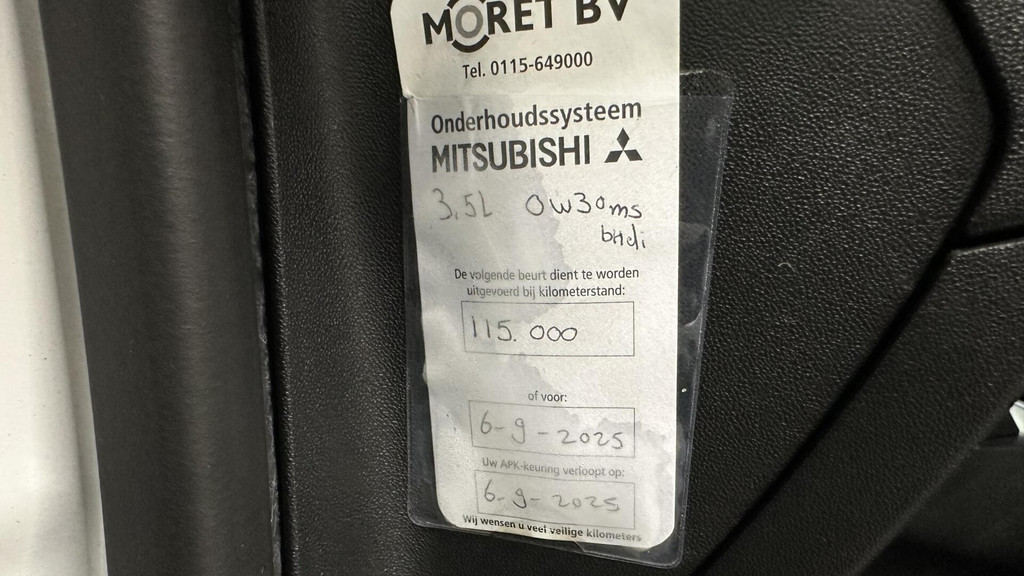 MORET BV
Tel. 0115-649000
Onderhoudssysteem
MITSUBISHI
3,5L 0W30ms
bHdi
De volgende beurt dient te worden
uitgevoerd bij kilometerstand:
115.000
of voor:
6-9-2025
Uw APK-keuring verloopt op:
6-9-2025
Wij wensen u veel veilige kilometers